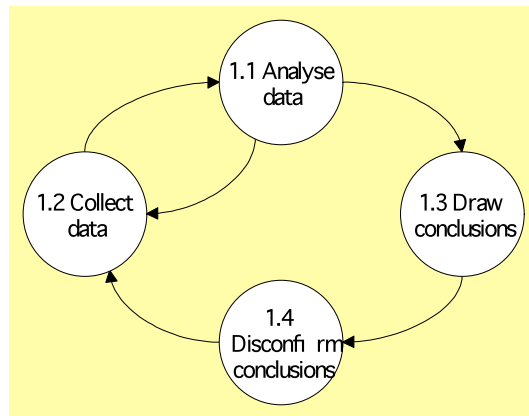 1.1 Analyse
data
1.2 Collect
data
1.3 Draw
conclusions
1.4
Disconfi rm
conclusions